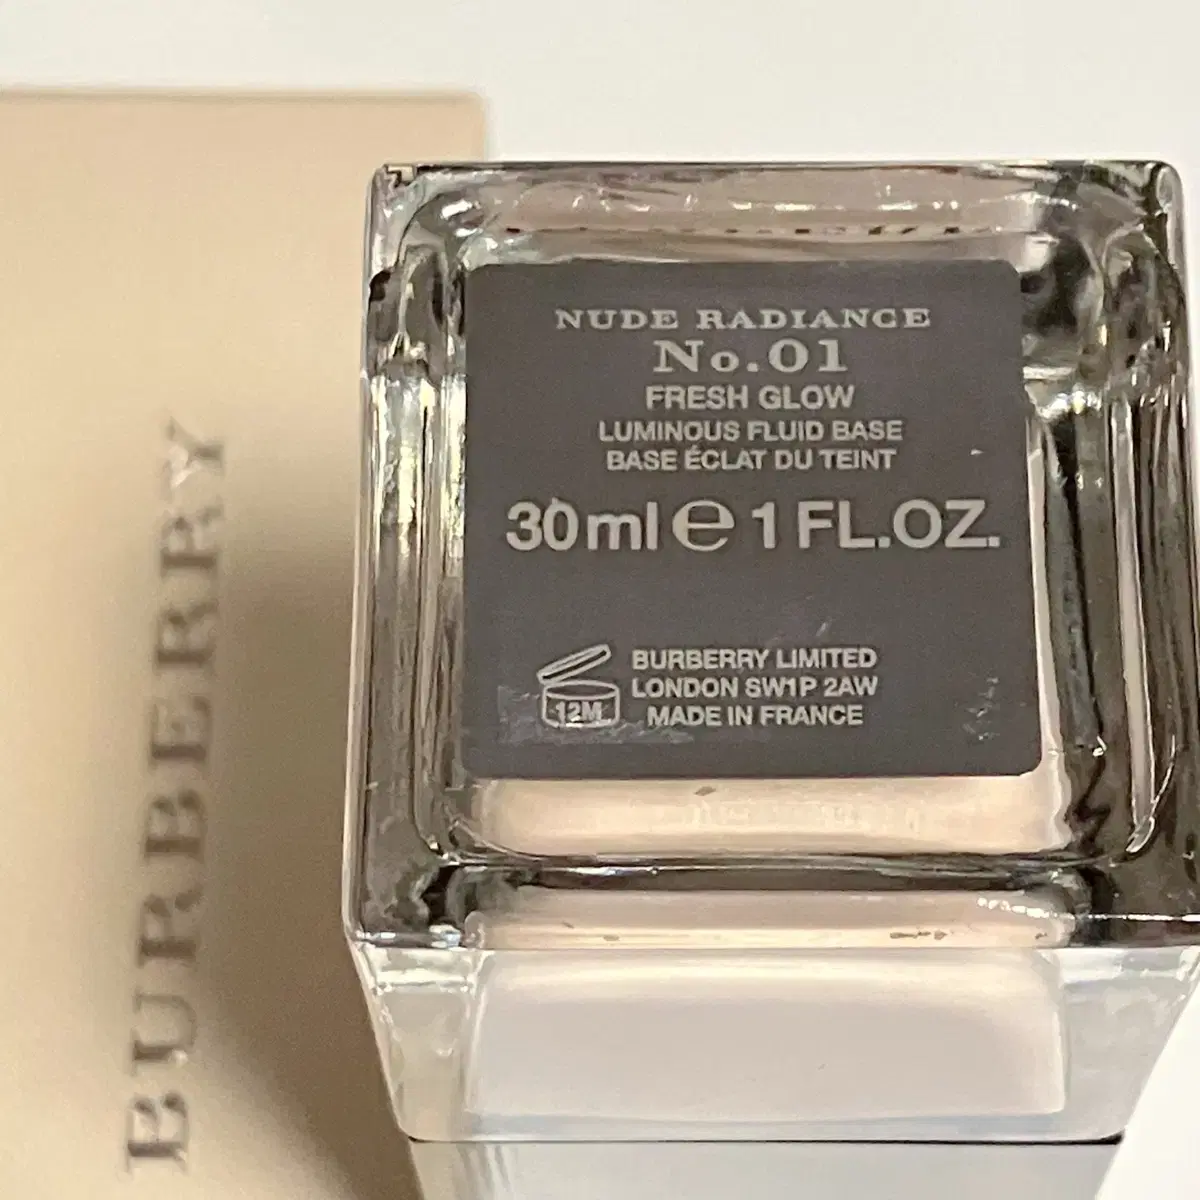 BURBERRY
NUDE RADIANCE
No.01
FRESH GLOW
LUMINOUS FLUID BASE
BASE ÉCLAT DU TEINT
30ml e 1 FL.OZ.
12M
BURBERRY LIMITED
LONDON SW1P 2AW
MADE IN FRANCE